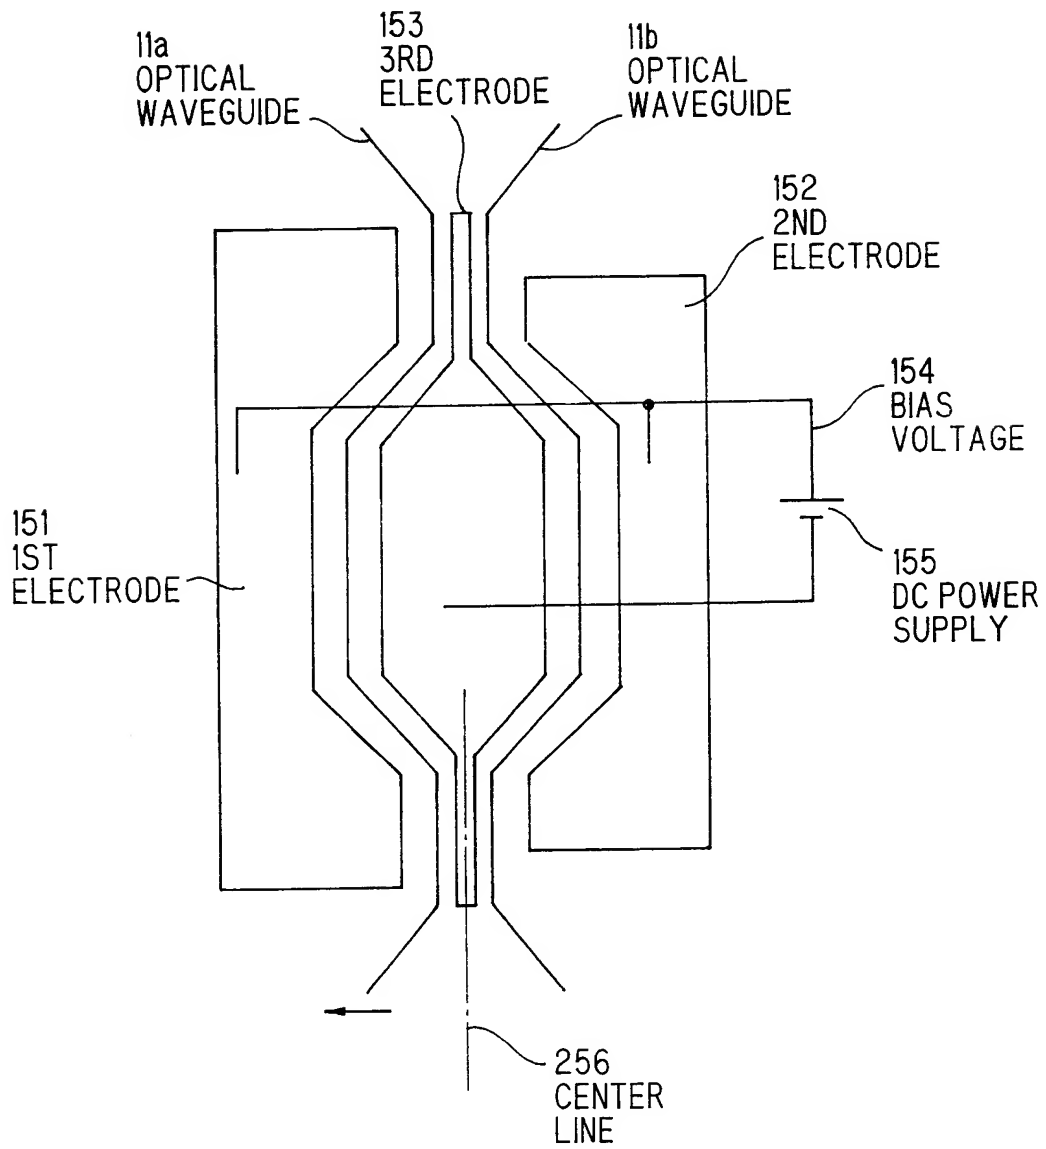 11a
OPTICAL
WAVEGUIDE
153
3RD
ELECTRODE
11b
OPTICAL
WAVEGUIDE
152
2ND
ELECTRODE
154
BIAS
VOLTAGE
151
1ST
ELECTRODE
155
DC POWER
SUPPLY
256
CENTER
LINE